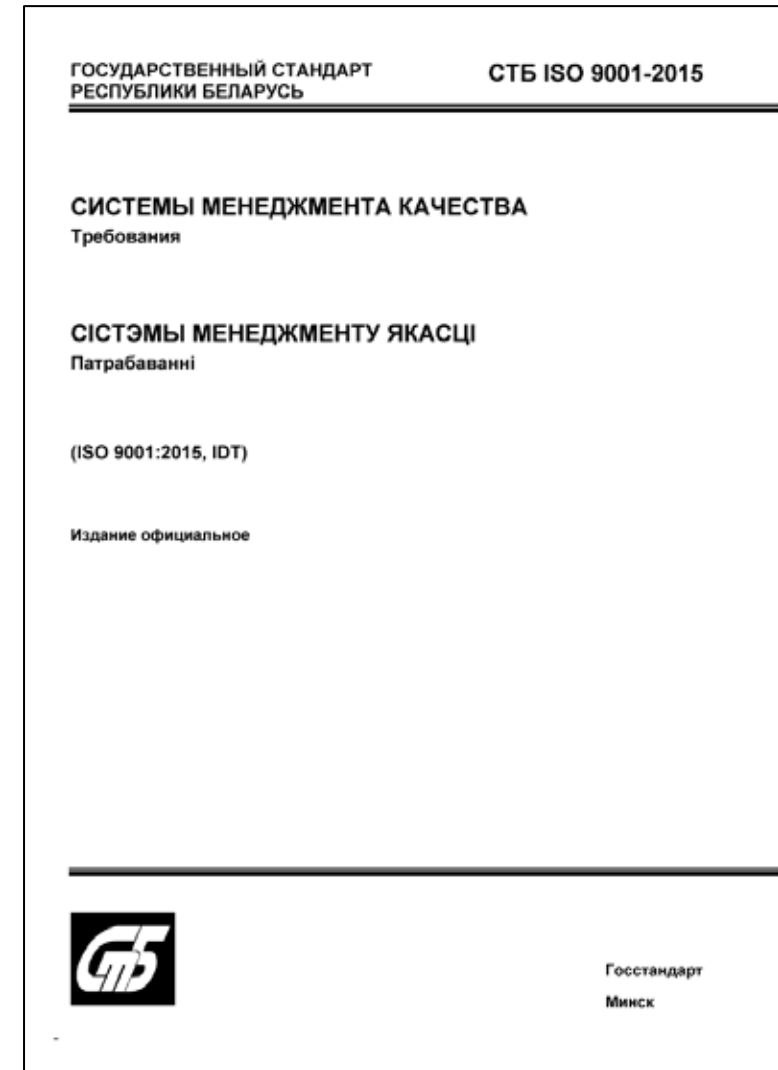 ГОСУДАРСТВЕННЫЙ СТАНДАРТ
РЕСПУБЛИКИ БЕЛАРУСЬ
СТБ ISO 9001-2015
СИСТЕМЫ МЕНЕДЖМЕНТА КАЧЕСТВА
Требования
СІСТЭМЫ МЕНЕДЖМЕНТУ ЯКАСЦІ
Патрабаванні
(ISO 9001:2015, IDT)
Издание официальное
СтБ
Госстандарт
Минск